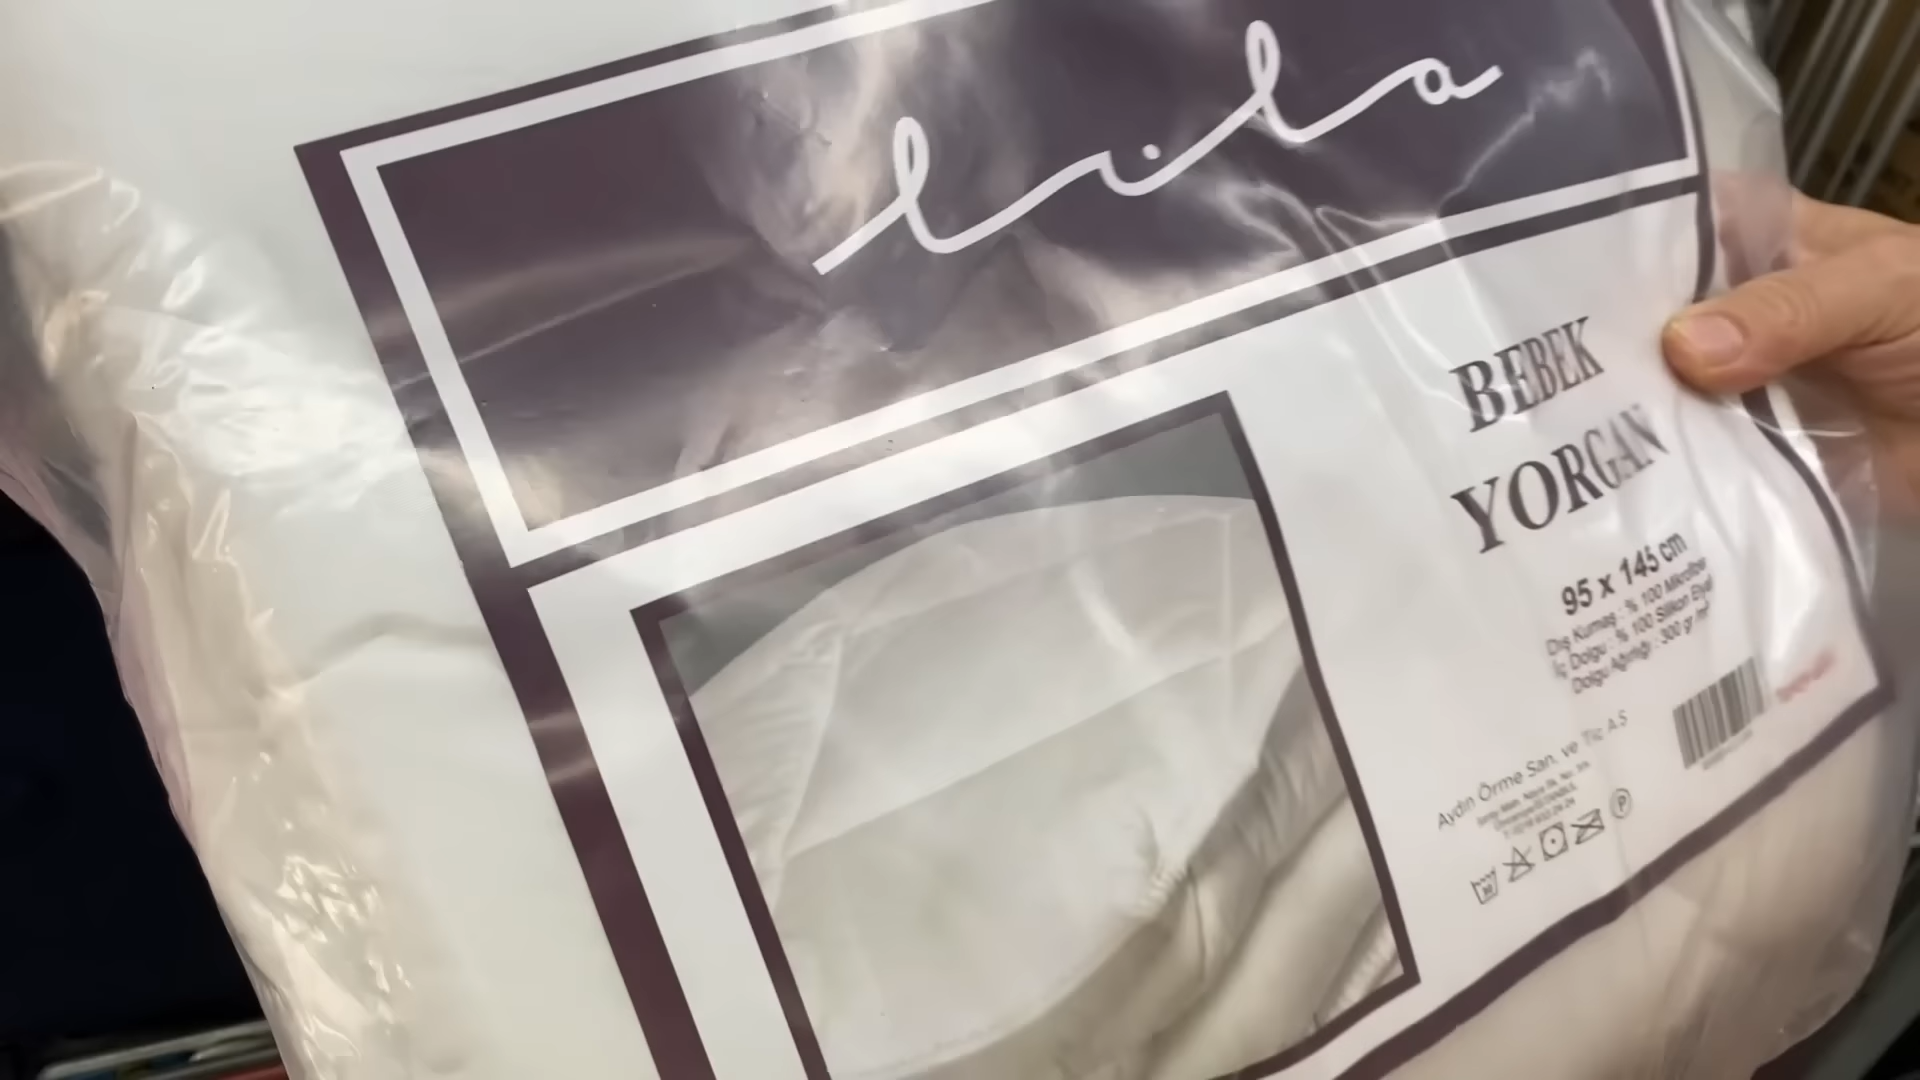 lila
BEBEK
YORGAN
95 x 145 cm
Dış Kumaş : % 100 Mikrofiber
İç Dolgu : % 100 Silikon Elyaf
Dolgu Ağırlığı : 300 gr m²
Aydın Örme San. ve Tic A.Ş